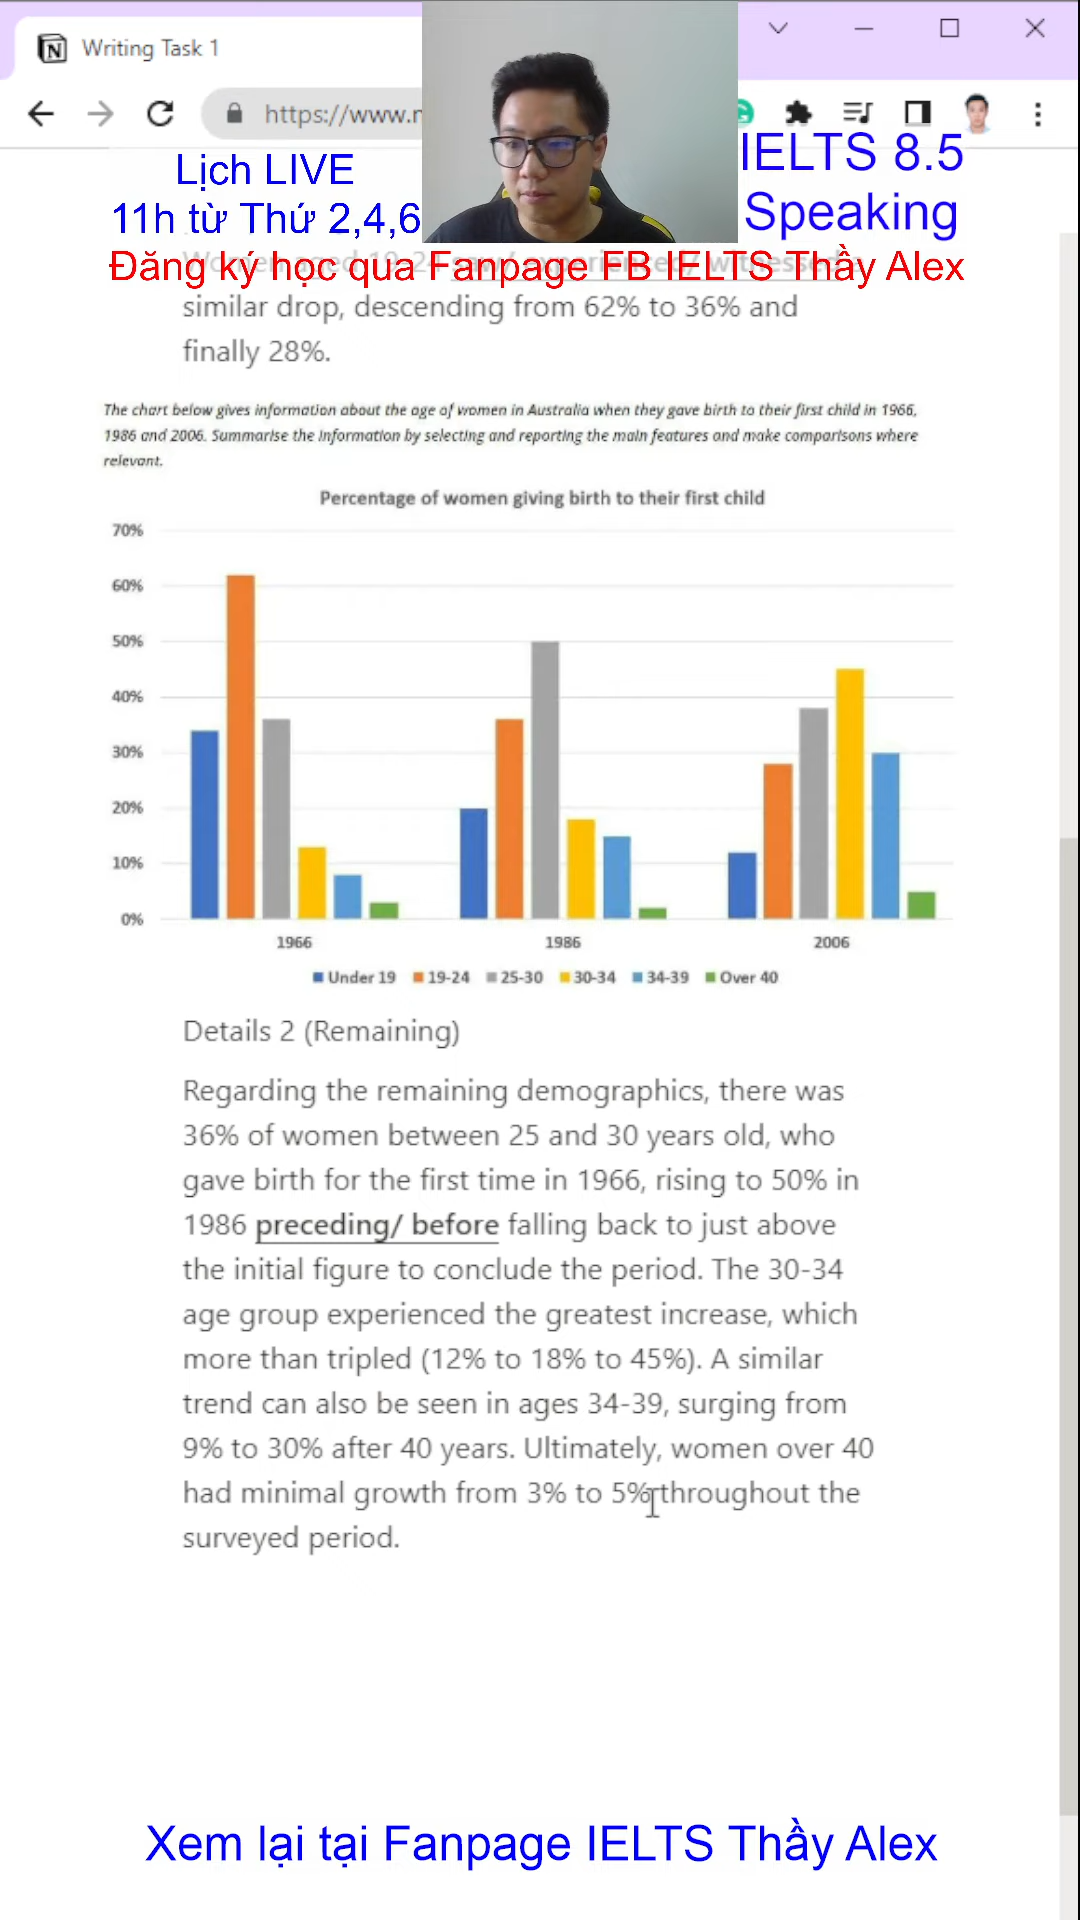 Writing Task 1
https://www.n
IELTS 8.5
Speaking
Lịch LIVE
11h từ Thứ 2,4,6
Đăng ký học qua Fanpage FB IELTS Thầy Alex
similar drop, descending from 62% to 36% and
finally 28%.
The chart below gives information about the age of women in Australia when they gave birth to their first child in 1966,
1986 and 2006. Summarise the information by selecting and reporting the main features and make comparisons where
relevant.
Percentage of women giving birth to their first child
70%
60%
50%
40%
30%
20%
10%
0%
1966 1986 2006
Under 19 19-24 25-30 30-34 34-39 Over 40
Details 2 (Remaining)
Regarding the remaining demographics, there was
36% of women between 25 and 30 years old, who
gave birth for the first time in 1966, rising to 50% in
1986 preceding/ before falling back to just above
the initial figure to conclude the period. The 30-34
age group experienced the greatest increase, which
more than tripled (12% to 18% to 45%). A similar
trend can also be seen in ages 34-39, surging from
9% to 30% after 40 years. Ultimately, women over 40
had minimal growth from 3% to 5% throughout the
surveyed period.
Xem lại tại Fanpage IELTS Thầy Alex